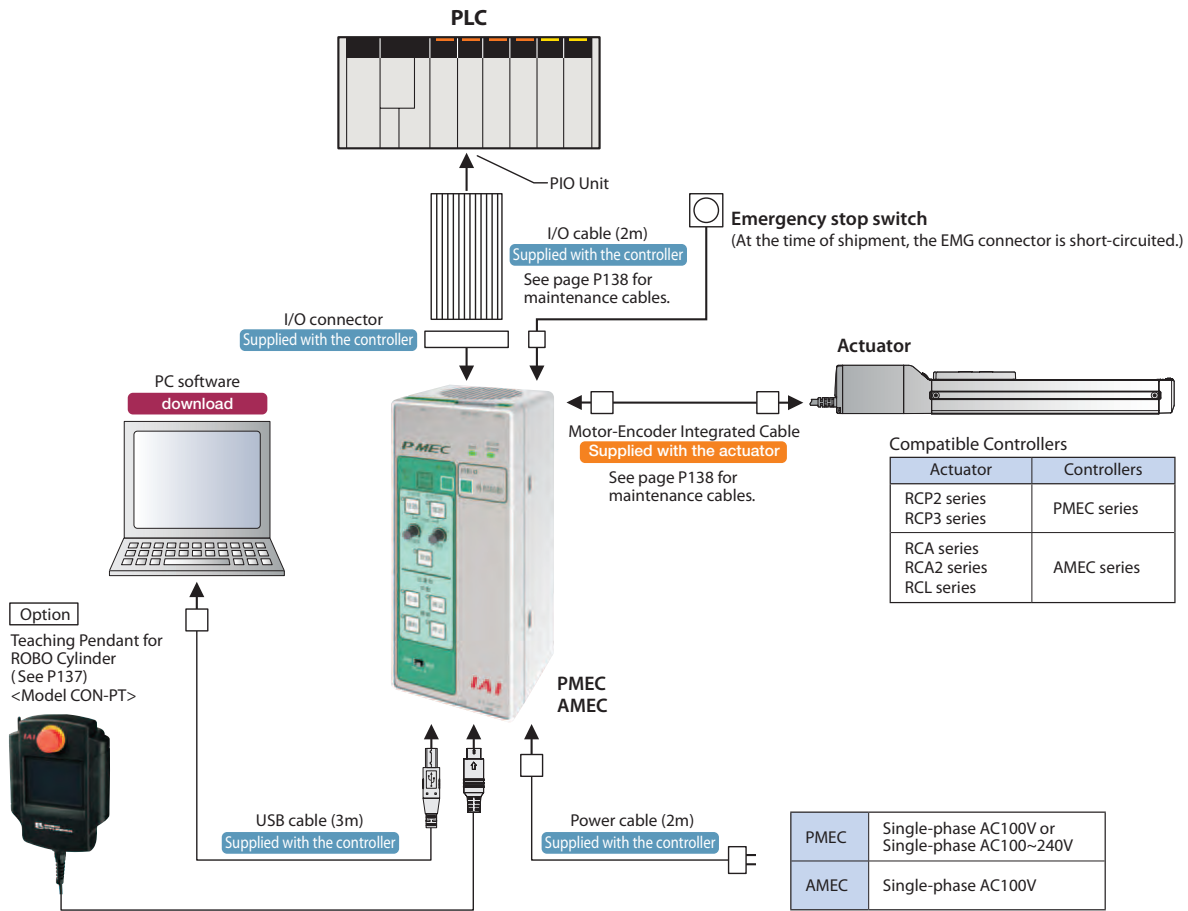 PLC
PIO Unit
I/O cable (2m)
Supplied with the controller
See page P138 for
maintenance cables.
Emergency stop switch
(At the time of shipment, the EMG connector is short-circuited.)
I/O connector
Supplied with the controller
Actuator
PC software
download
Motor-Encoder Integrated Cable
Supplied with the actuator
See page P138 for
maintenance cables.
Compatible Controllers
Actuator Controllers
RCP2 series
RCP3 series
PMEC series
RCA series
RCA2 series
RCL series
AMEC series
PMEC
IAI
PMEC
AMEC
Option
Teaching Pendant for
ROBO Cylinder
(See P137)
<Model CON-PT>
IAI
USB cable (3m)
Supplied with the controller
Power cable (2m)
Supplied with the controller
PMEC
Single-phase AC100V or
Single-phase AC100~240V
AMEC
Single-phase AC100V